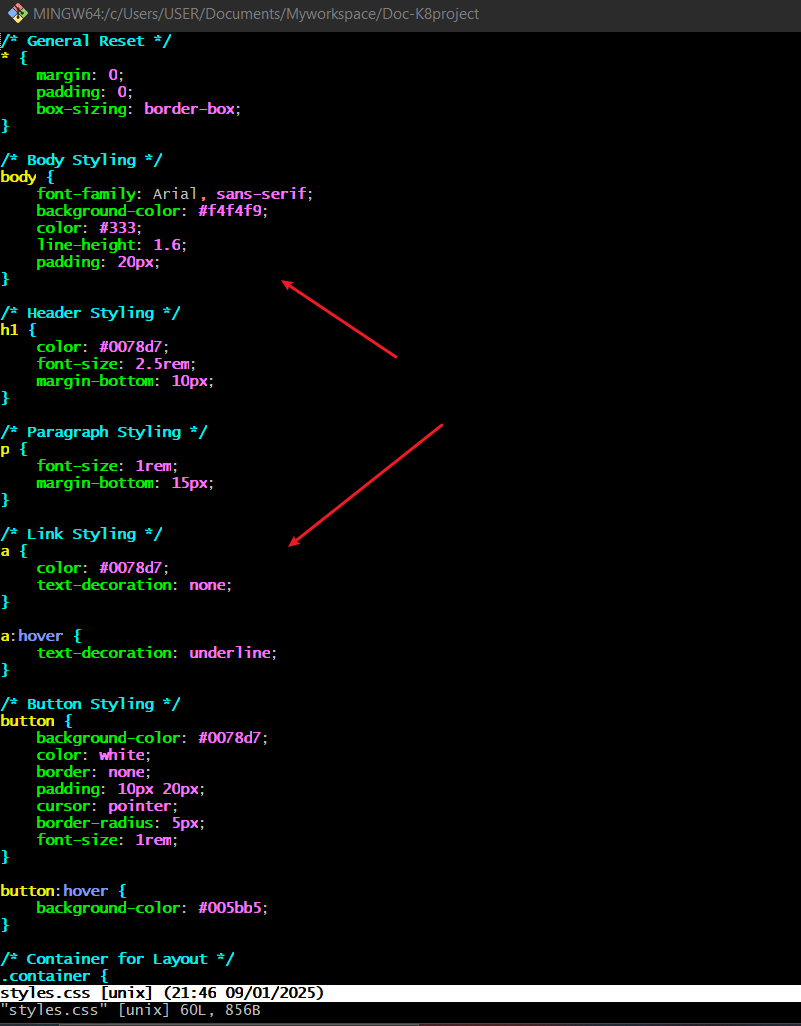 MINGW64:/c/Users/USER/Documents/Myworkspace/Doc-K8project
/* General Reset */
* {
    margin: 0;
    padding: 0;
    box-sizing: border-box;
}

/* Body Styling */
body {
    font-family: Arial, sans-serif;
    background-color: #f4f4f9;
    color: #333;
    line-height: 1.6;
    padding: 20px;
}

/* Header Styling */
h1 {
    color: #0078d7;
    font-size: 2.5rem;
    margin-bottom: 10px;
}

/* Paragraph Styling */
p {
    font-size: 1rem;
    margin-bottom: 15px;
}

/* Link Styling */
a {
    color: #0078d7;
    text-decoration: none;
}

a:hover {
    text-decoration: underline;
}

/* Button Styling */
button {
    background-color: #0078d7;
    color: white;
    border: none;
    padding: 10px 20px;
    cursor: pointer;
    border-radius: 5px;
    font-size: 1rem;
}

button:hover {
    background-color: #005bb5;
}

/* Container for Layout */
.container {
styles.css [unix] (21:46 09/01/2025)
"styles.css" [unix] 60L, 856B